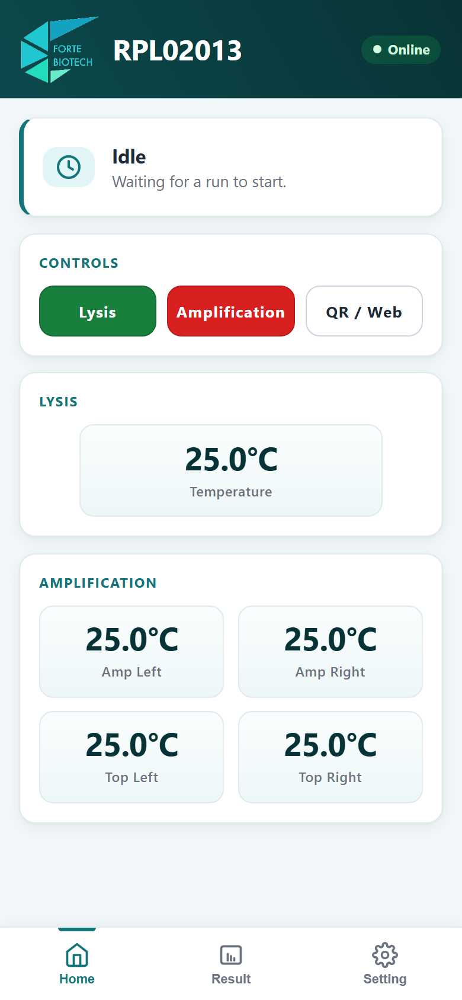 FORTE
BIOTECH
RPL02013
Online
Idle
Waiting for a run to start.
CONTROLS
Lysis
Amplification
QR / Web
LYSIS
25.0°C
Temperature
AMPLIFICATION
25.0°C
Amp Left
25.0°C
Amp Right
25.0°C
Top Left
25.0°C
Top Right
Home
Result
Setting